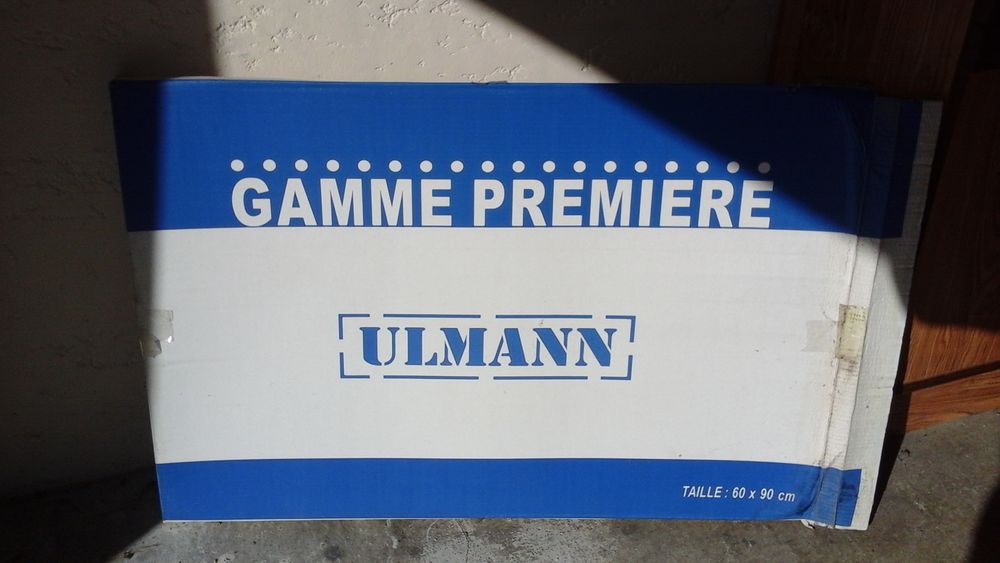 GAMME PREMIERE
ULMANN
TAILLE : 60 x 90 cm